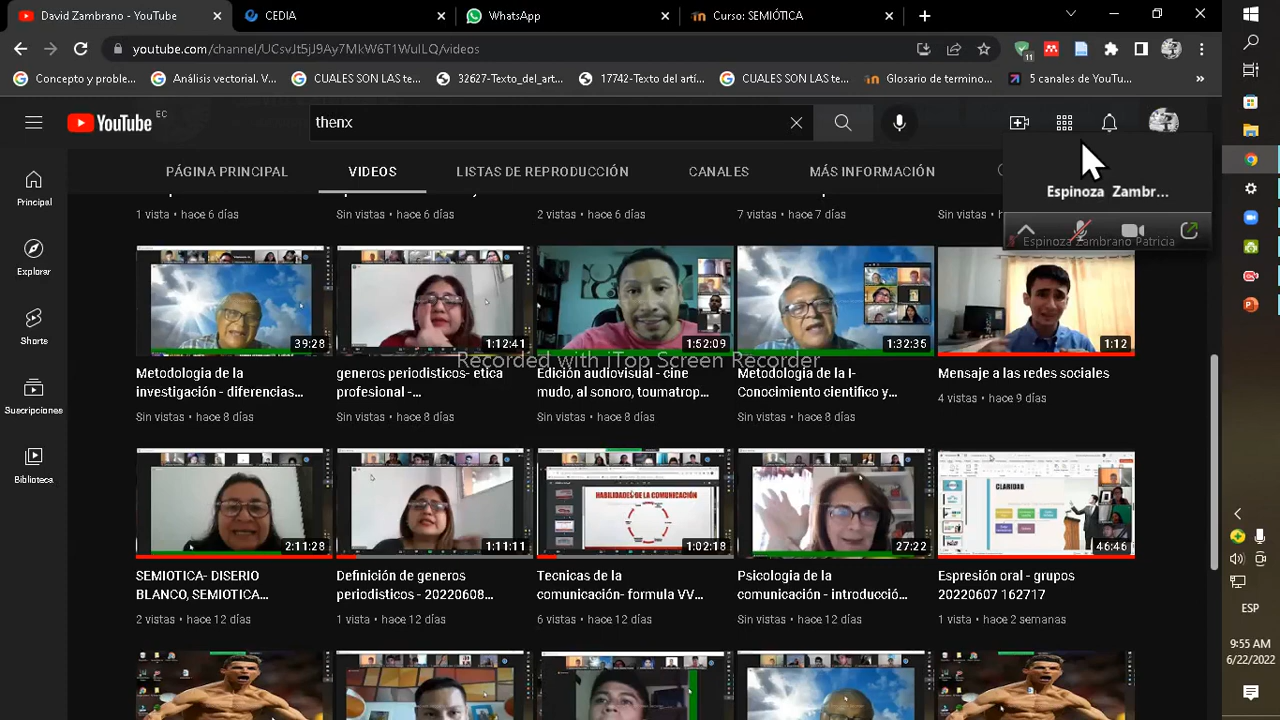 David Zambrano - YouTube
CEDIA
WhatsApp
Curso: SEMIÓTICA
youtube.com/channel/UCsvJt5jJ9Ay7MkW6T1WuILQ/videos
11
Concepto y proble...
Análisis vectorial. V...
CUALES SON LAS te...
32627-Texto_del_art...
17742-Texto del artí...
CUALES SON LAS te...
Glosario de termino...
5 canales de YouTu...
YouTube EC
thenx
PÁGINA PRINCIPAL
VIDEOS
LISTAS DE REPRODUCCIÓN
CANALES
MÁS INFORMACIÓN
Espinoza Zambr...
Espinoza Zambrano Patricia
Principal
Explorar
Shorts
Suscripciones
Biblioteca
1 vista • hace 6 días
Sin vistas • hace 6 días
2 vistas • hace 6 días
7 vistas • hace 7 días
Sin vistas
39:28
1:12:41
1:52:09
1:32:35
1:12
Recorded with iTop Screen Recorder
Metodologia de la
investigación - diferencias...
Sin vistas • hace 8 días
generos periodisticos- etica
profesional -...
Sin vistas • hace 8 días
Edición audiovisual - cine
mudo, al sonoro, toumatrop...
Sin vistas • hace 8 días
Metodologia de la I-
Conocimiento científico y...
Sin vistas • hace 8 días
Mensaje a las redes sociales
4 vistas • hace 9 días
HABILIDADES DE LA COMUNICACIÓN
CLARIDAD
2:11:28
1:11:11
1:02:18
27:22
46:46
SEMIOTICA- DISERIO
BLANCO, SEMIOTICA...
2 vistas • hace 12 días
Definición de generos
periodisticos - 20220608...
1 vista • hace 12 días
Tecnicas de la
comunicación- formula VV...
6 vistas • hace 12 días
Psicologia de la
comunicación - introducció...
Sin vistas • hace 12 días
Espresión oral - grupos
20220607 162717
1 vista • hace 2 semanas
ESP
9:55 AM
6/22/2022